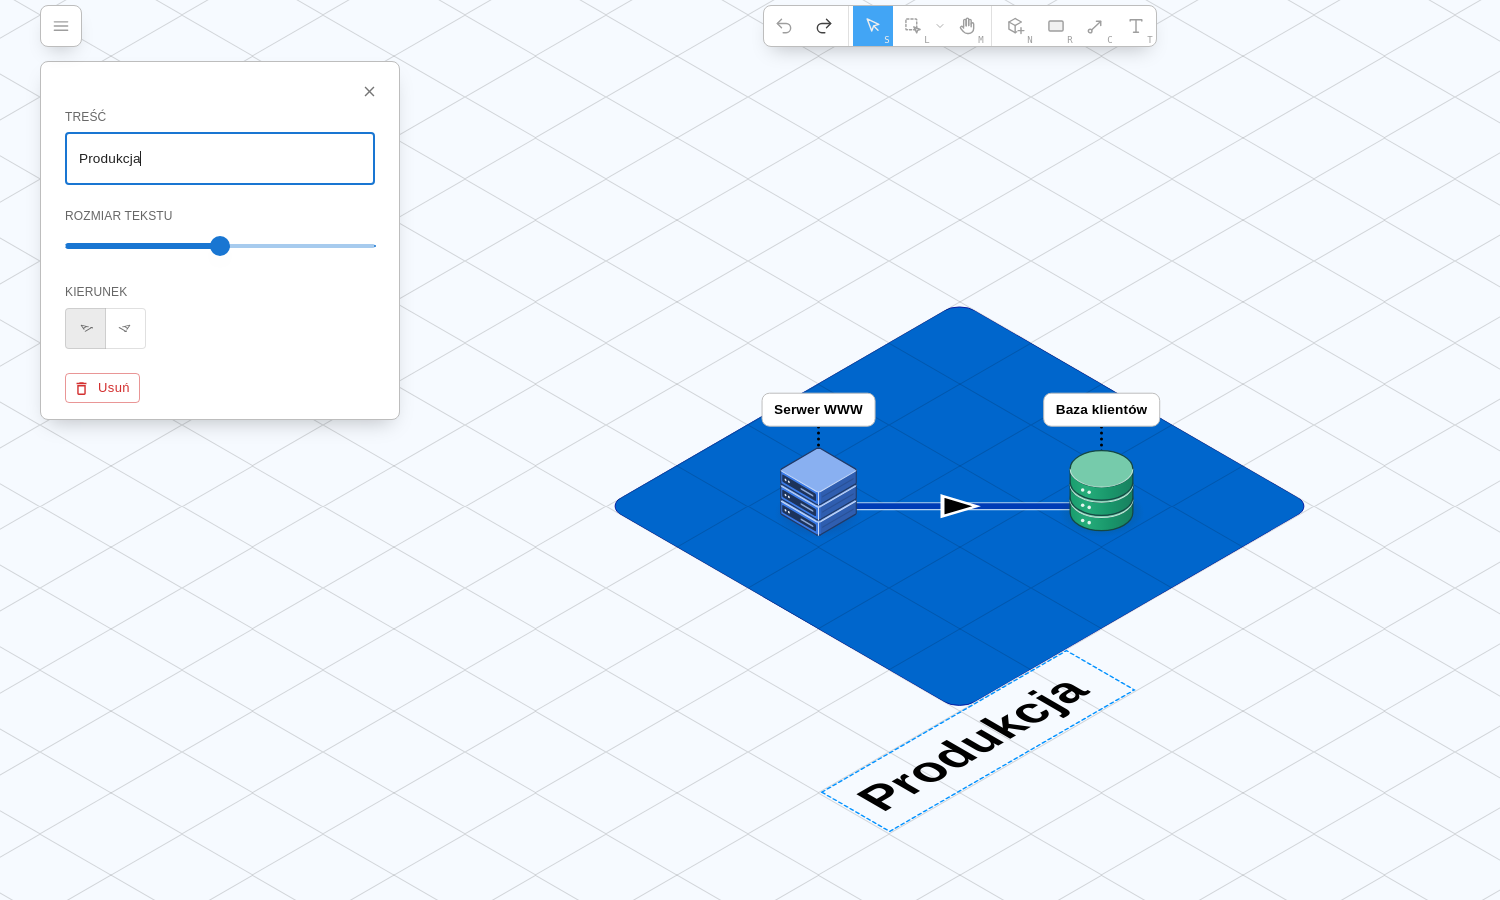 S
L
M
N
R
C
T
TREŚĆ
Produkcja
ROZMIAR TEKSTU
KIERUNEK
Usuń
Serwer WWW
Baza klientów
Produkcja